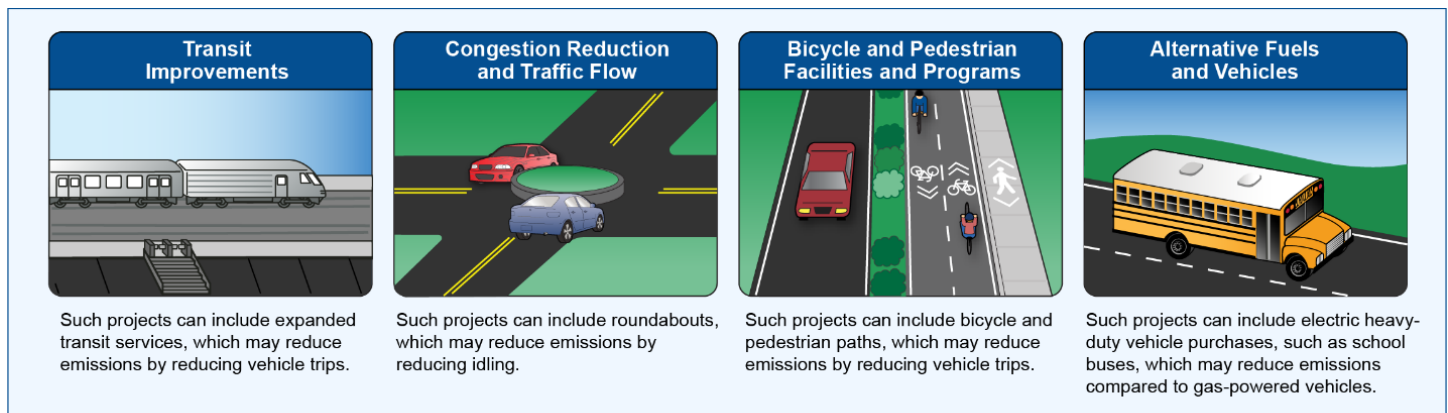 Transit
Improvements
Such projects can include expanded
transit services, which may reduce
emissions by reducing vehicle trips.
Congestion Reduction
and Traffic Flow
Such projects can include roundabouts,
which may reduce emissions by
reducing idling.
Bicycle and Pedestrian
Facilities and Programs
Such projects can include bicycle and
pedestrian paths, which may reduce
emissions by reducing vehicle trips.
Alternative Fuels
and Vehicles
Such projects can include electric heavy-
duty vehicle purchases, such as school
buses, which may reduce emissions
compared to gas-powered vehicles.